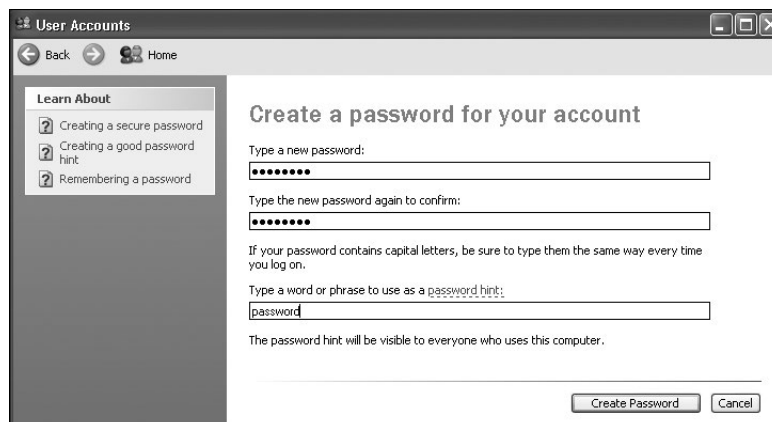 User Accounts
Back Home
Learn About
Creating a secure password
Creating a good password
hint
Remembering a password
Create a password for your account
Type a new password:
••••••••
Type the new password again to confirm:
••••••••
If your password contains capital letters, be sure to type them the same way every time
you log on.
Type a word or phrase to use as a password hint:
password
The password hint will be visible to everyone who uses this computer.
Create Password Cancel